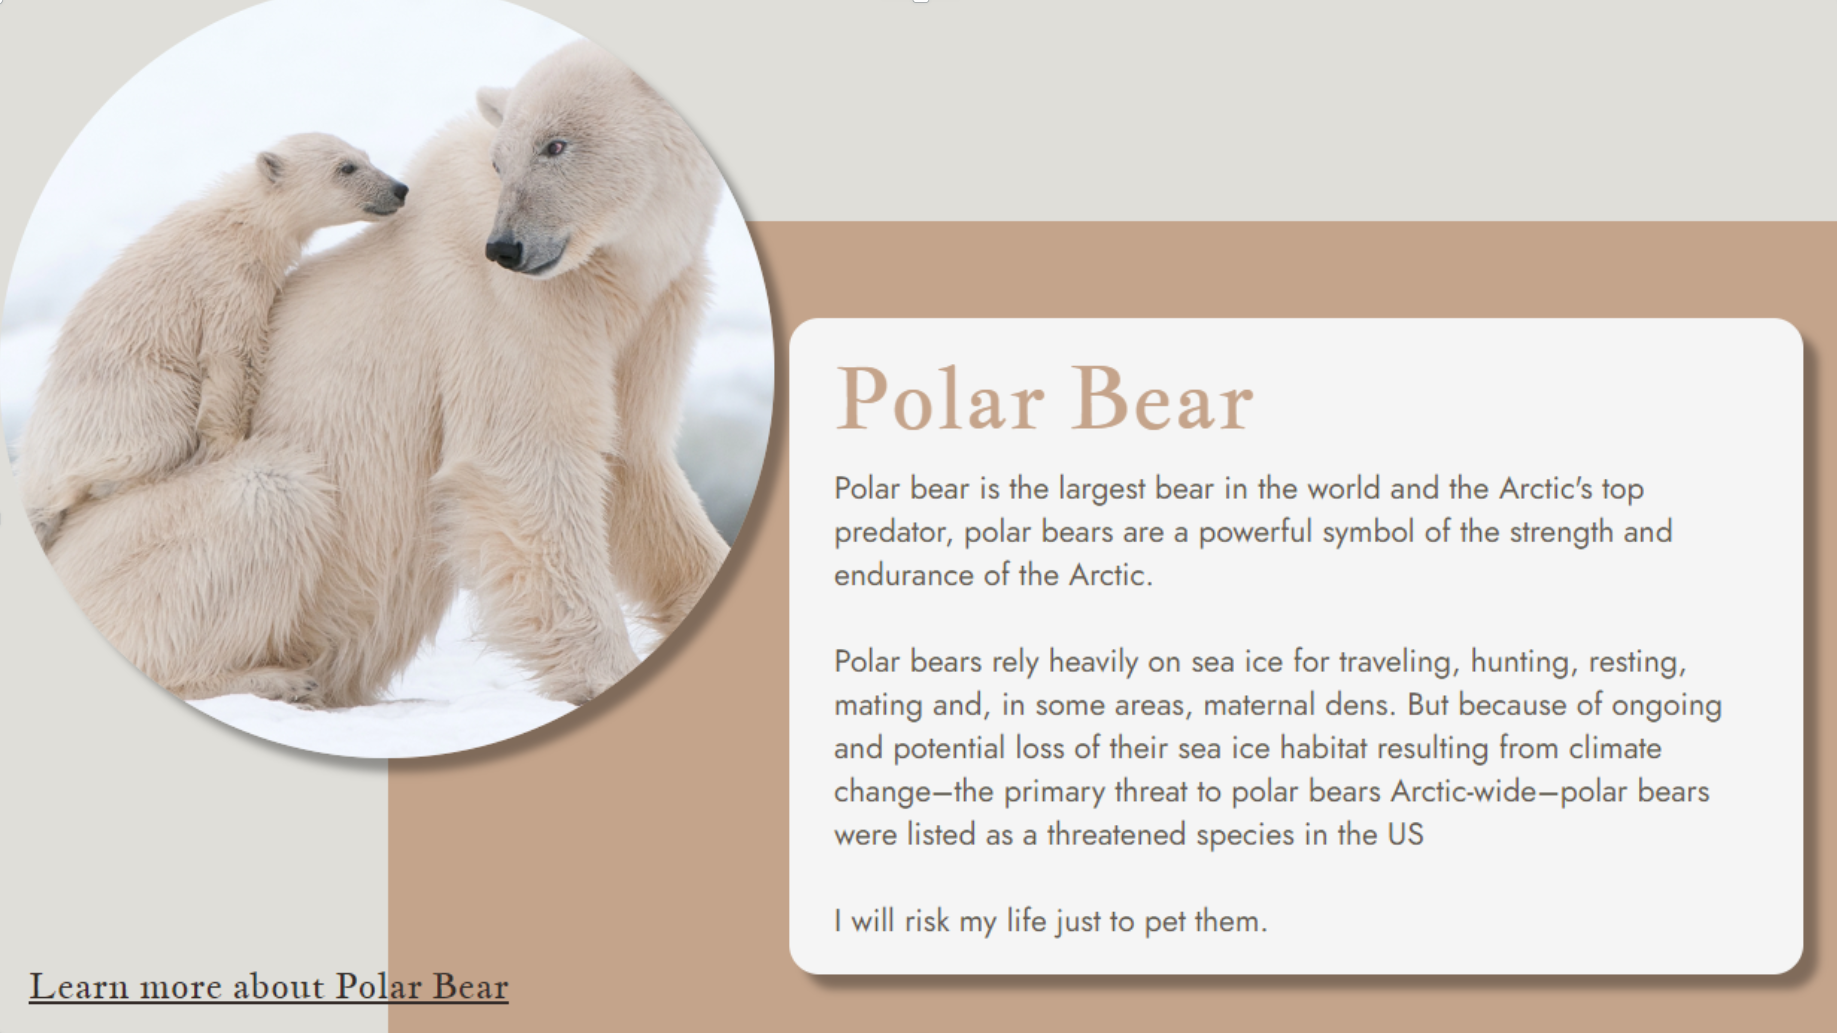 Polar Bear
Polar bear is the largest bear in the world and the Arctic's top
predator, polar bears are a powerful symbol of the strength and
endurance of the Arctic.
Polar bears rely heavily on sea ice for traveling, hunting, resting,
mating and, in some areas, maternal dens. But because of ongoing
and potential loss of their sea ice habitat resulting from climate
change—the primary threat to polar bears Arctic-wide—polar bears
were listed as a threatened species in the US
I will risk my life just to pet them.
Learn more about Polar Bear